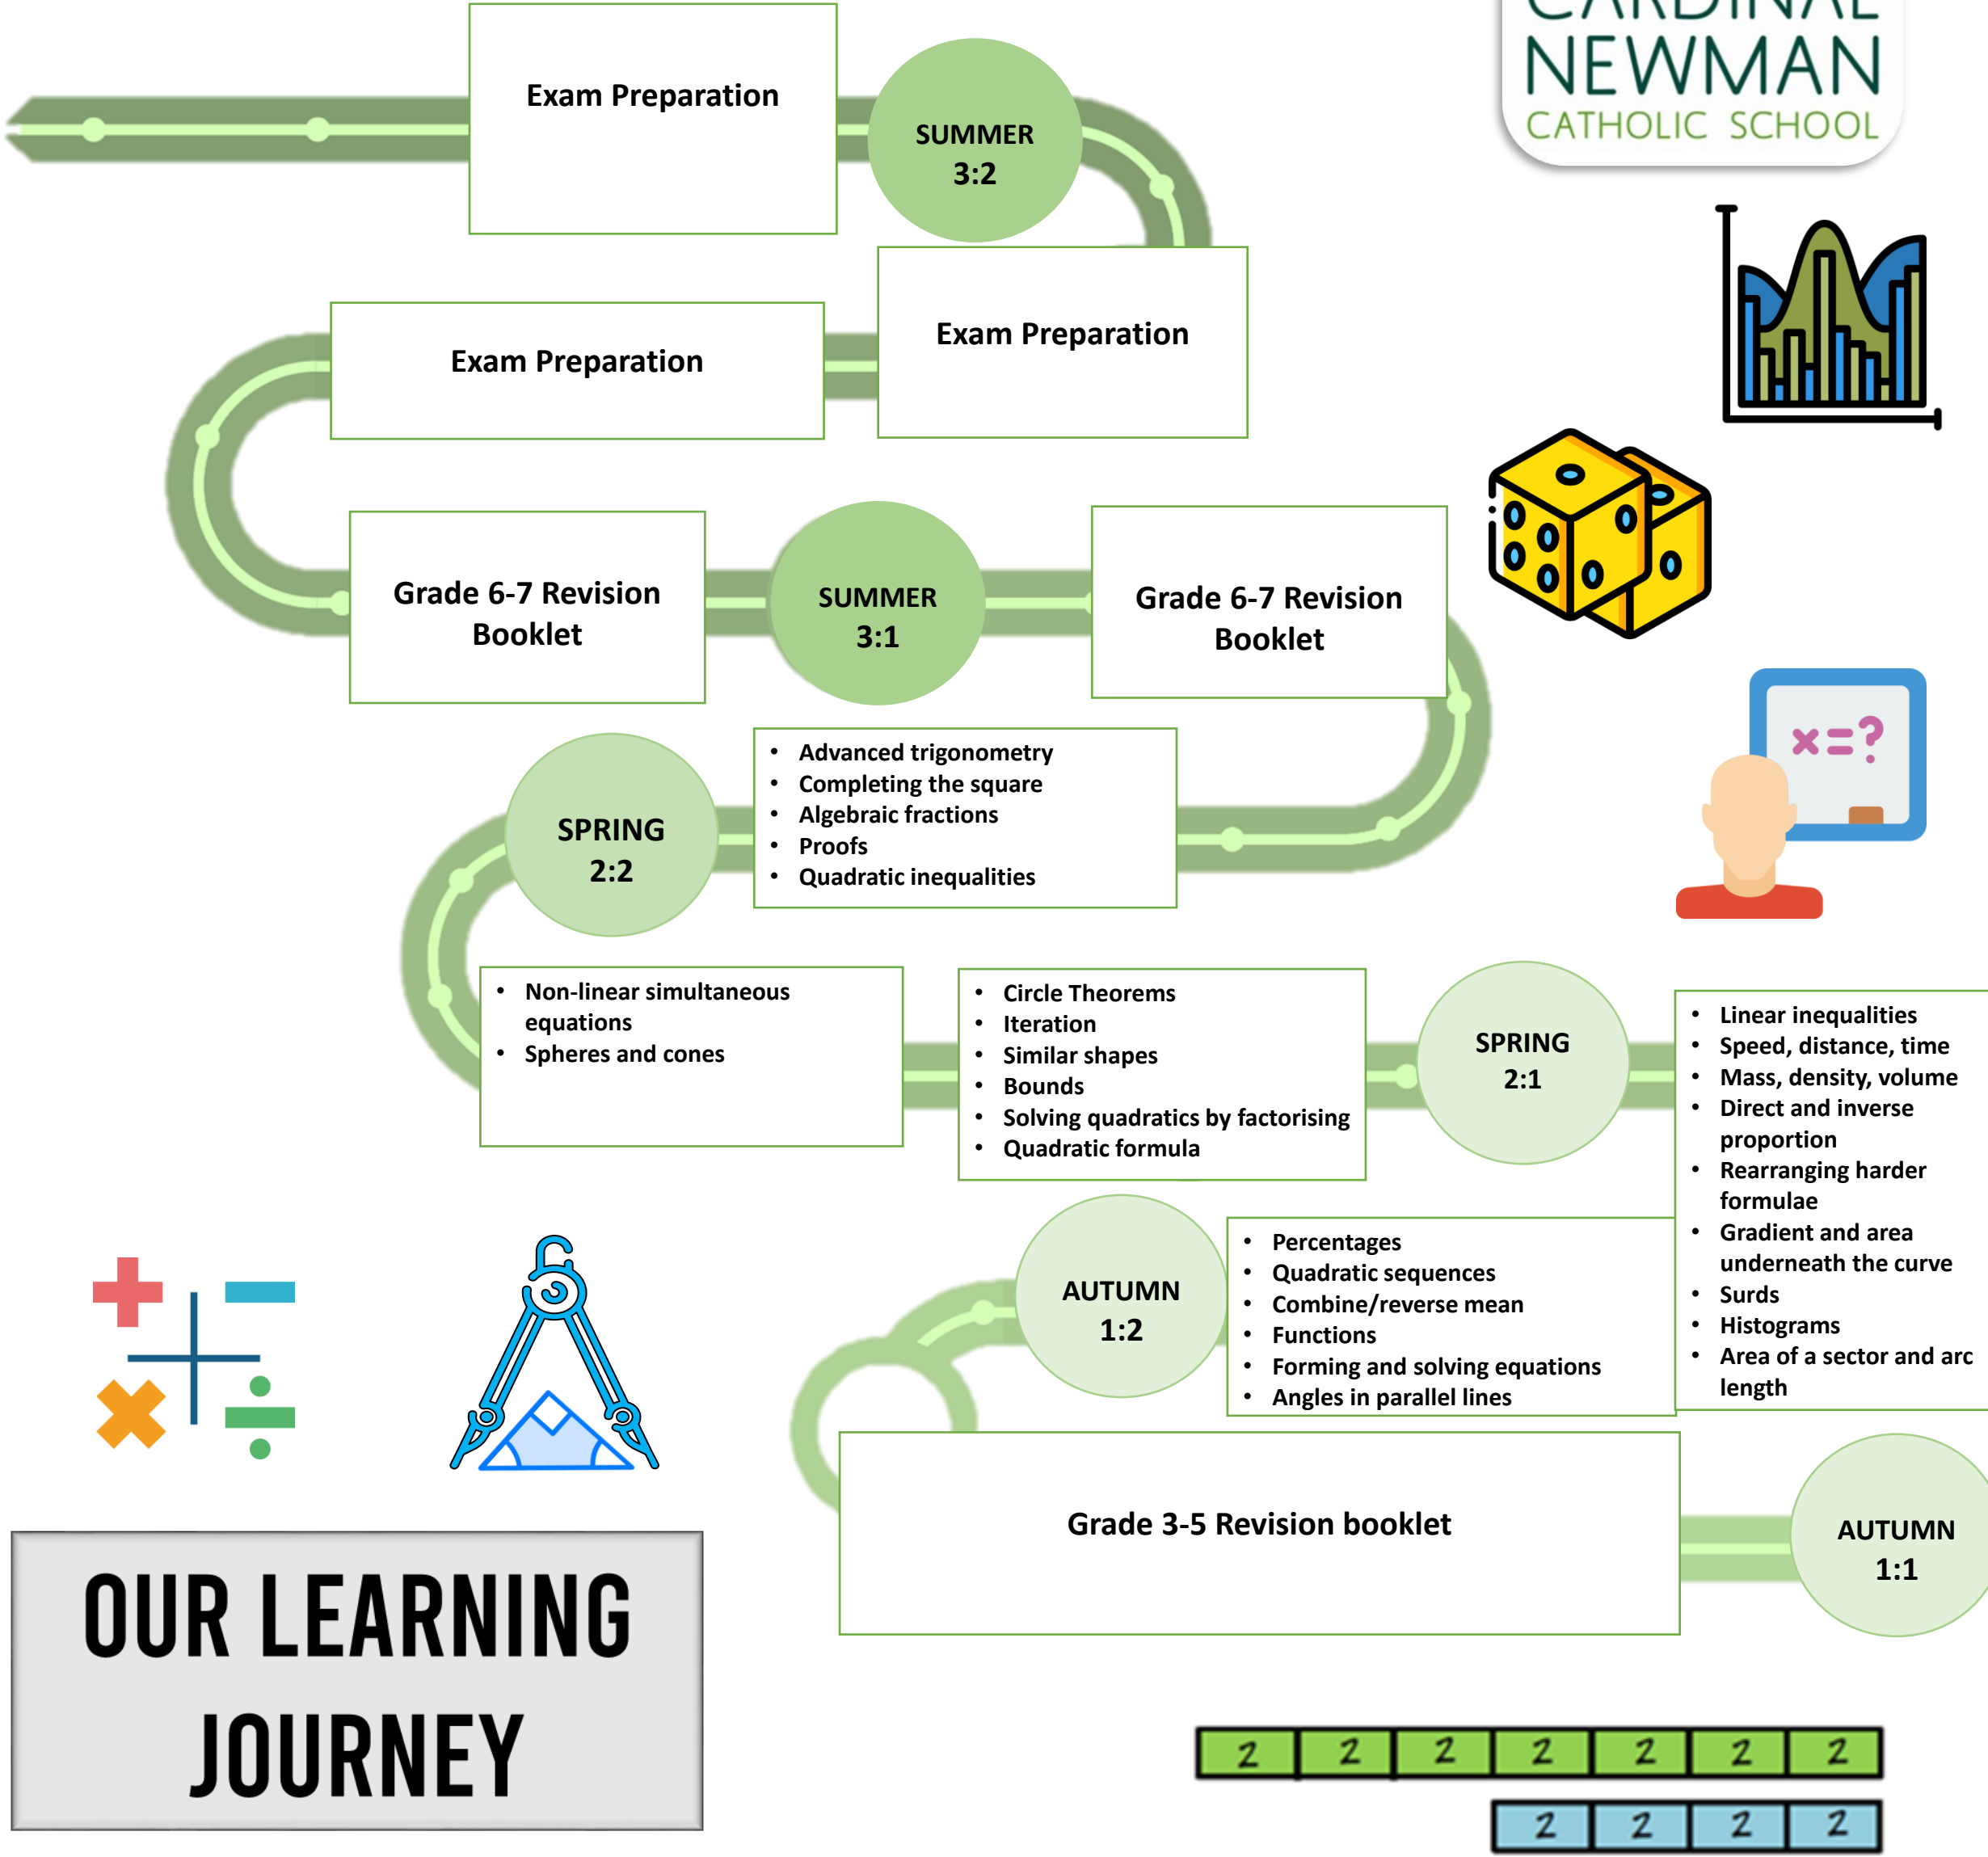 CARDINAL
NEWMAN
CATHOLIC SCHOOL
Exam Preparation
SUMMER
3:2
Exam Preparation
Exam Preparation
Grade 6-7 Revision
Booklet
SUMMER
3:1
Grade 6-7 Revision
Booklet
x=?
SPRING
2:2
• Advanced trigonometry
• Completing the square
• Algebraic fractions
• Proofs
• Quadratic inequalities
• Non-linear simultaneous
equations
• Spheres and cones
• Circle Theorems
• Iteration
• Similar shapes
• Bounds
• Solving quadratics by factorising
• Quadratic formula
SPRING
2:1
• Linear inequalities
• Speed, distance, time
• Mass, density, volume
• Direct and inverse
proportion
• Rearranging harder
formulae
• Gradient and area
underneath the curve
• Surds
• Histograms
• Area of a sector and arc
length
AUTUMN
1:2
• Percentages
• Quadratic sequences
• Combine/reverse mean
• Functions
• Forming and solving equations
• Angles in parallel lines
Grade 3-5 Revision booklet
AUTUMN
1:1
OUR LEARNING
JOURNEY
2 2 2 2 2 2 2
2 2 2 2